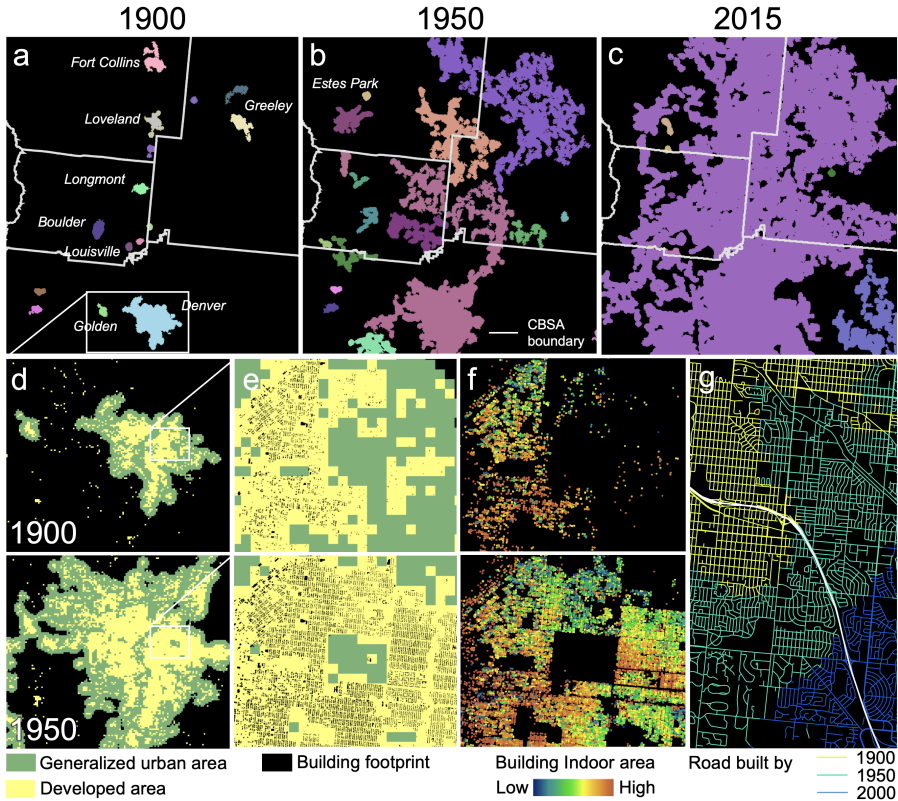 1900 1950 2015
a b c
Fort Collins
Greeley
Loveland
Longmont
Boulder
Louisville
Denver
Golden
Estes Park
CBSA
boundary
d e f g
1900
1950
Generalized urban area
Developed area
Building footprint
Building Indoor area
Low High
Road built by
1900
1950
2000